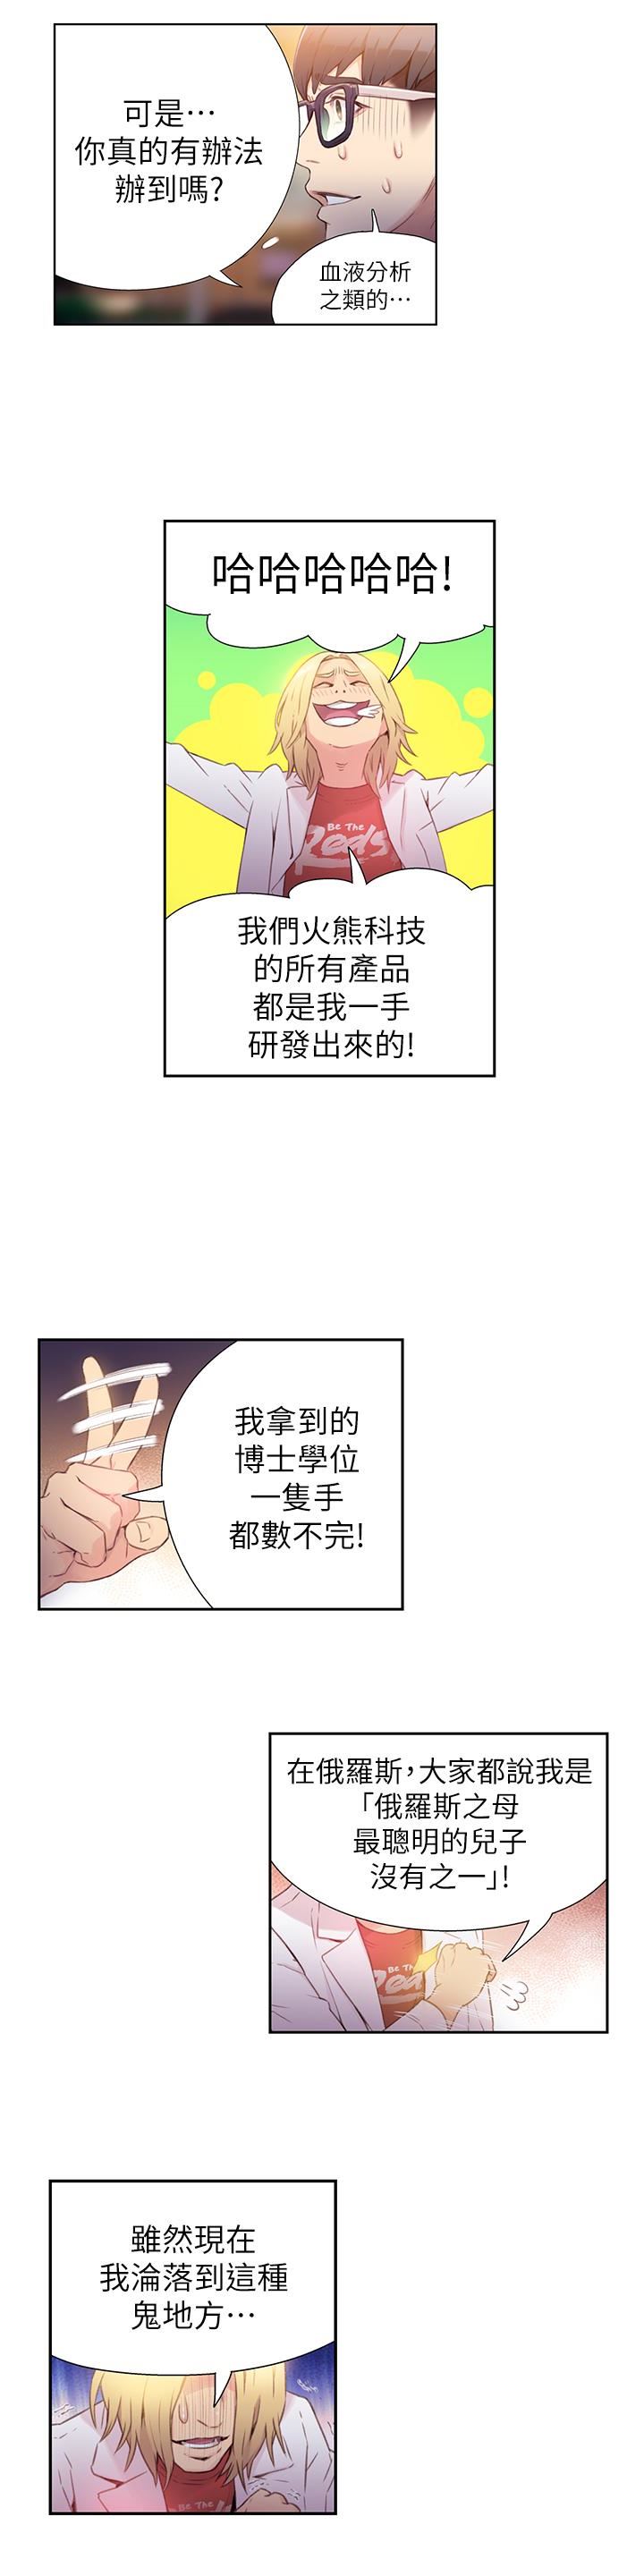 可是⋯
你真的有辦法
辦到嗎?
血液分析
之類的⋯
哈哈哈哈哈!
Be The
Reds
我們火熊科技
的所有產品
都是我一手
研發出來的!
我拿到的
博士學位
一隻手
都數不完!
在俄羅斯,大家都說我是
「俄羅斯之母
最聰明的兒子
沒有之一」!
Be The
Reds
雖然現在
我淪落到這種
鬼地方⋯
Be The